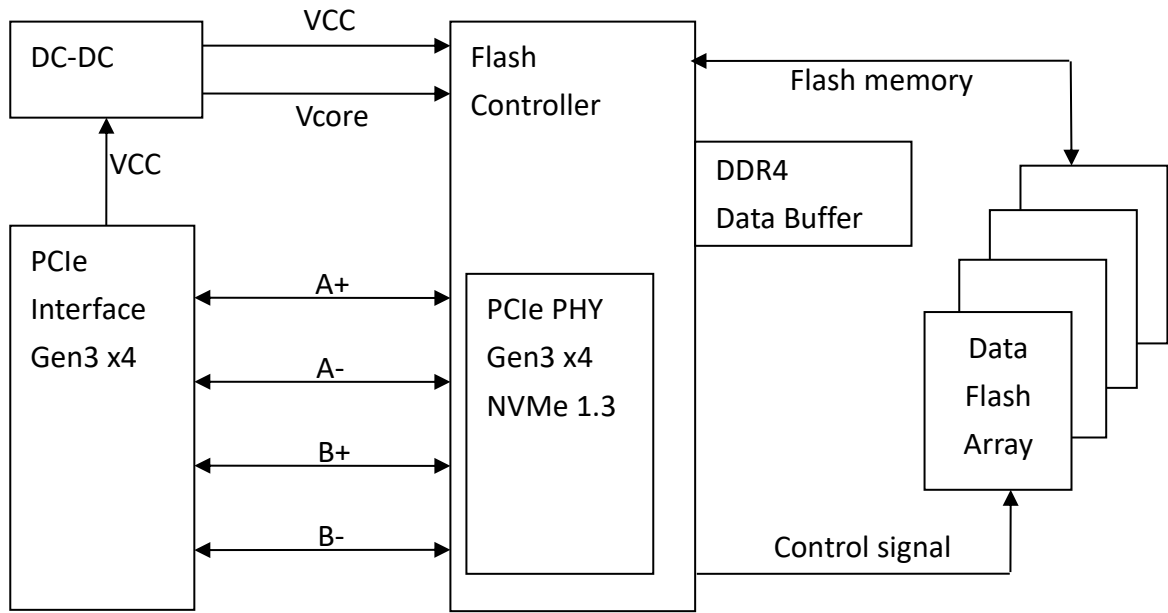 DC-DC
VCC
Vcore
VCC
PCIe
Interface
Gen3 x4
A+
A-
B+
B-
Flash
Controller
PCIe PHY
Gen3 x4
NVMe 1.3
Flash memory
DDR4
Data Buffer
Data
Flash
Array
Control signal